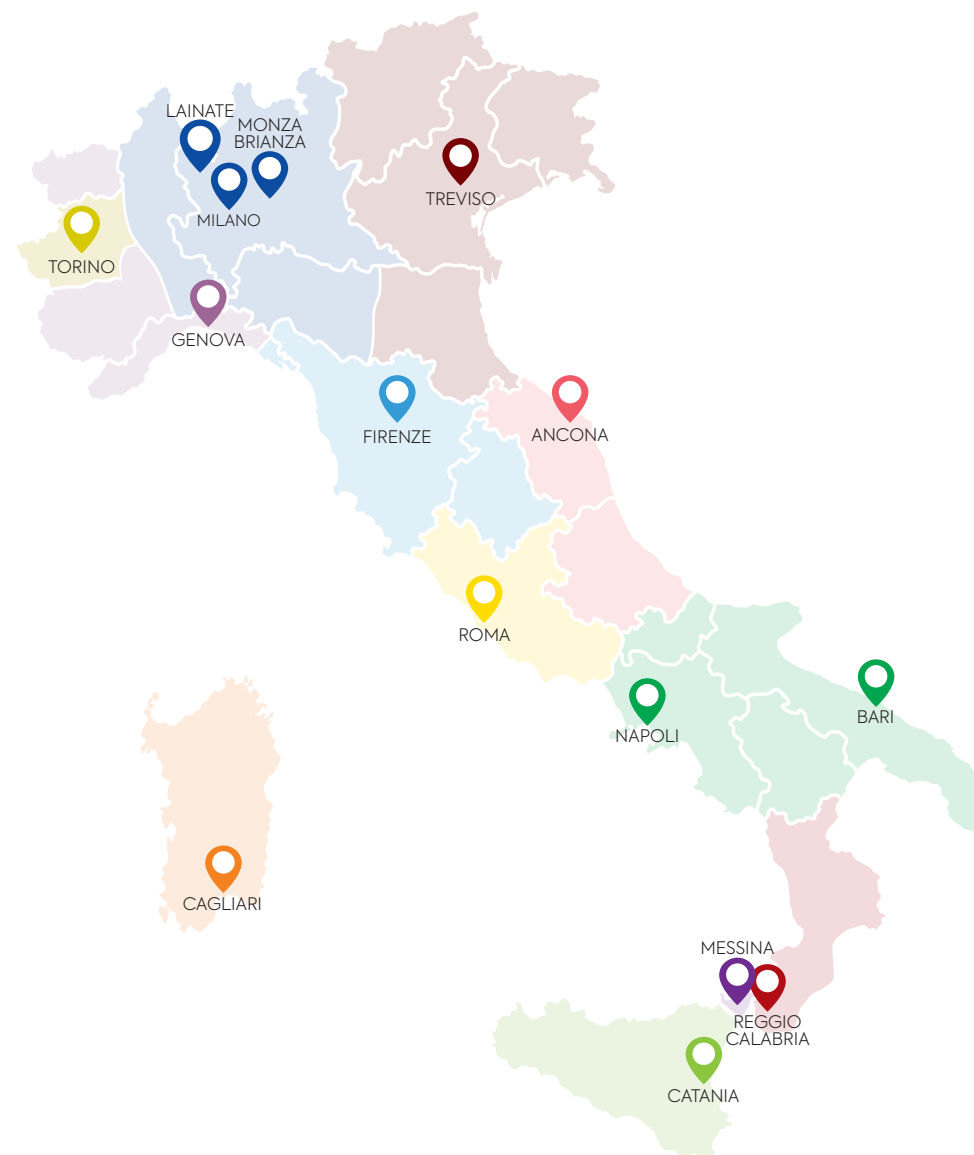 LAINATE
MONZA
BRIANZA
MILANO
TREVISO
TORINO
GENOVA
FIRENZE
ANCONA
ROMA
NAPOLI
BARI
CAGLIARI
MESSINA
REGGIO
CALABRIA
CATANIA